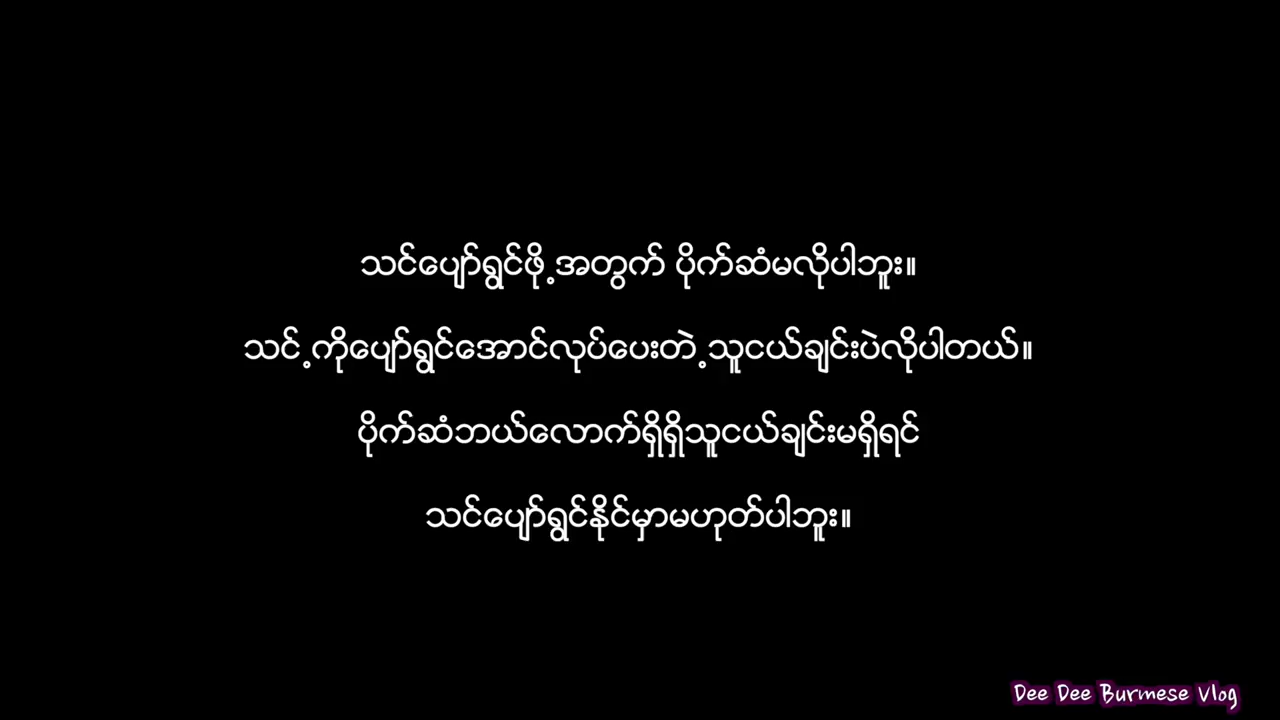 သင်ပျော်ရွှင်ဖို့အတွက် ပိုက်ဆံမလိုပါဘူး။
သင့်ကိုပျော်ရွှင်အောင်လုပ်ပေးတဲ့သူငယ်ချင်းပဲလိုပါတယ်။
ပိုက်ဆံဘယ်လောက်ရှိရှိသူငယ်ချင်းမရှိရင်
သင်ပျော်ရွှင်နိုင်မှာမဟုတ်ပါဘူး။
Dee Dee Burmese Vlog